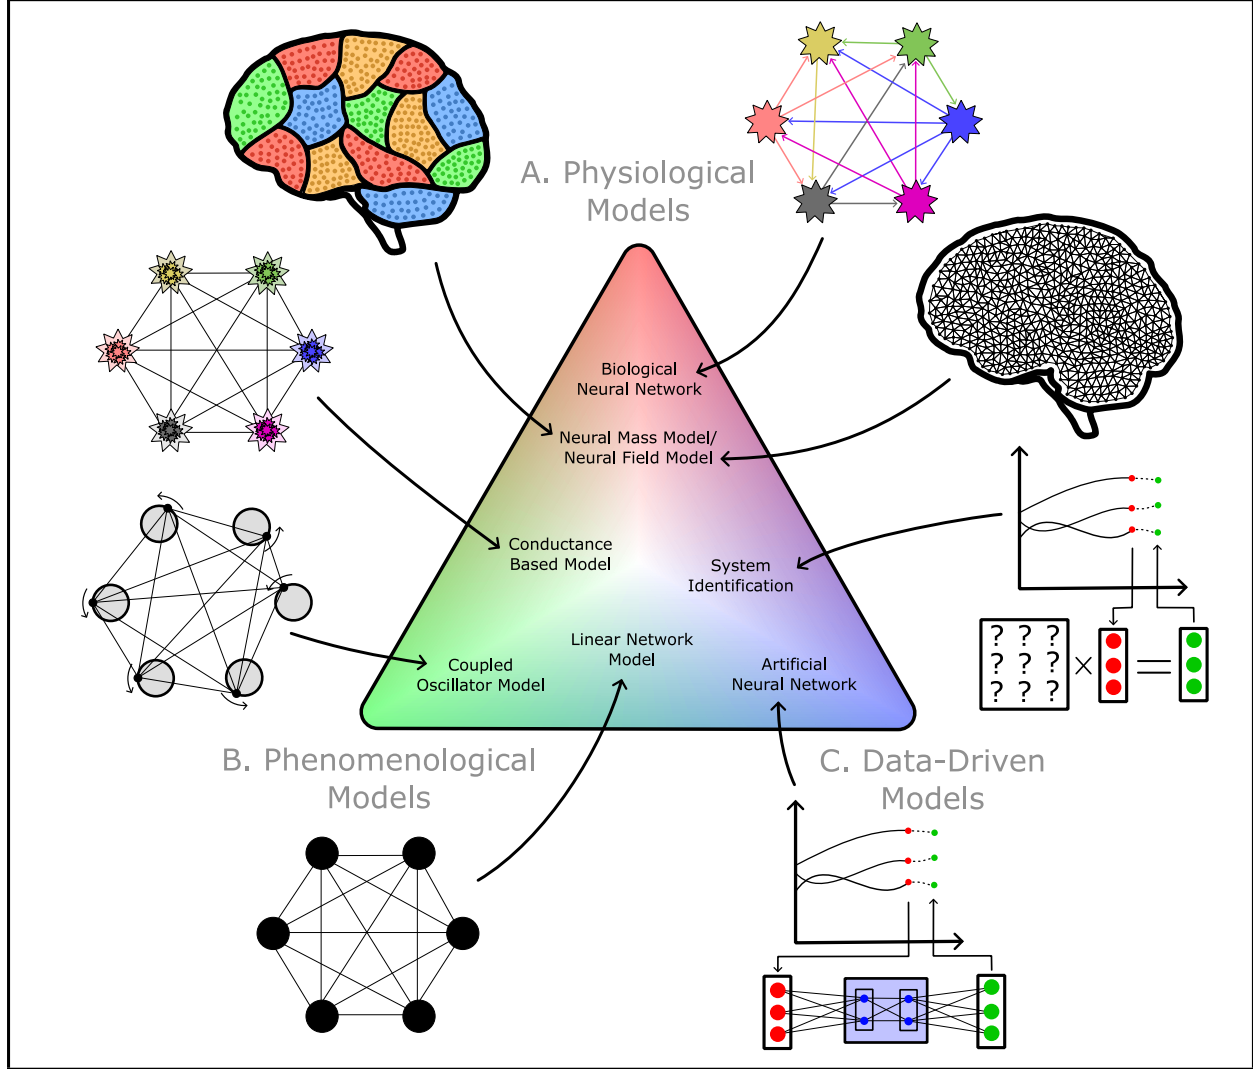 A. Physiological
Models
Biological
Neural Network
Neural Mass Model/
Neural Field Model
Conductance
Based Model
System
Identification
Linear Network
Model
Coupled
Oscillator Model
Artificial
Neural Network
? ? ?
? ? ?
? ? ?
× =
B. Phenomenological
Models
C. Data-Driven
Models